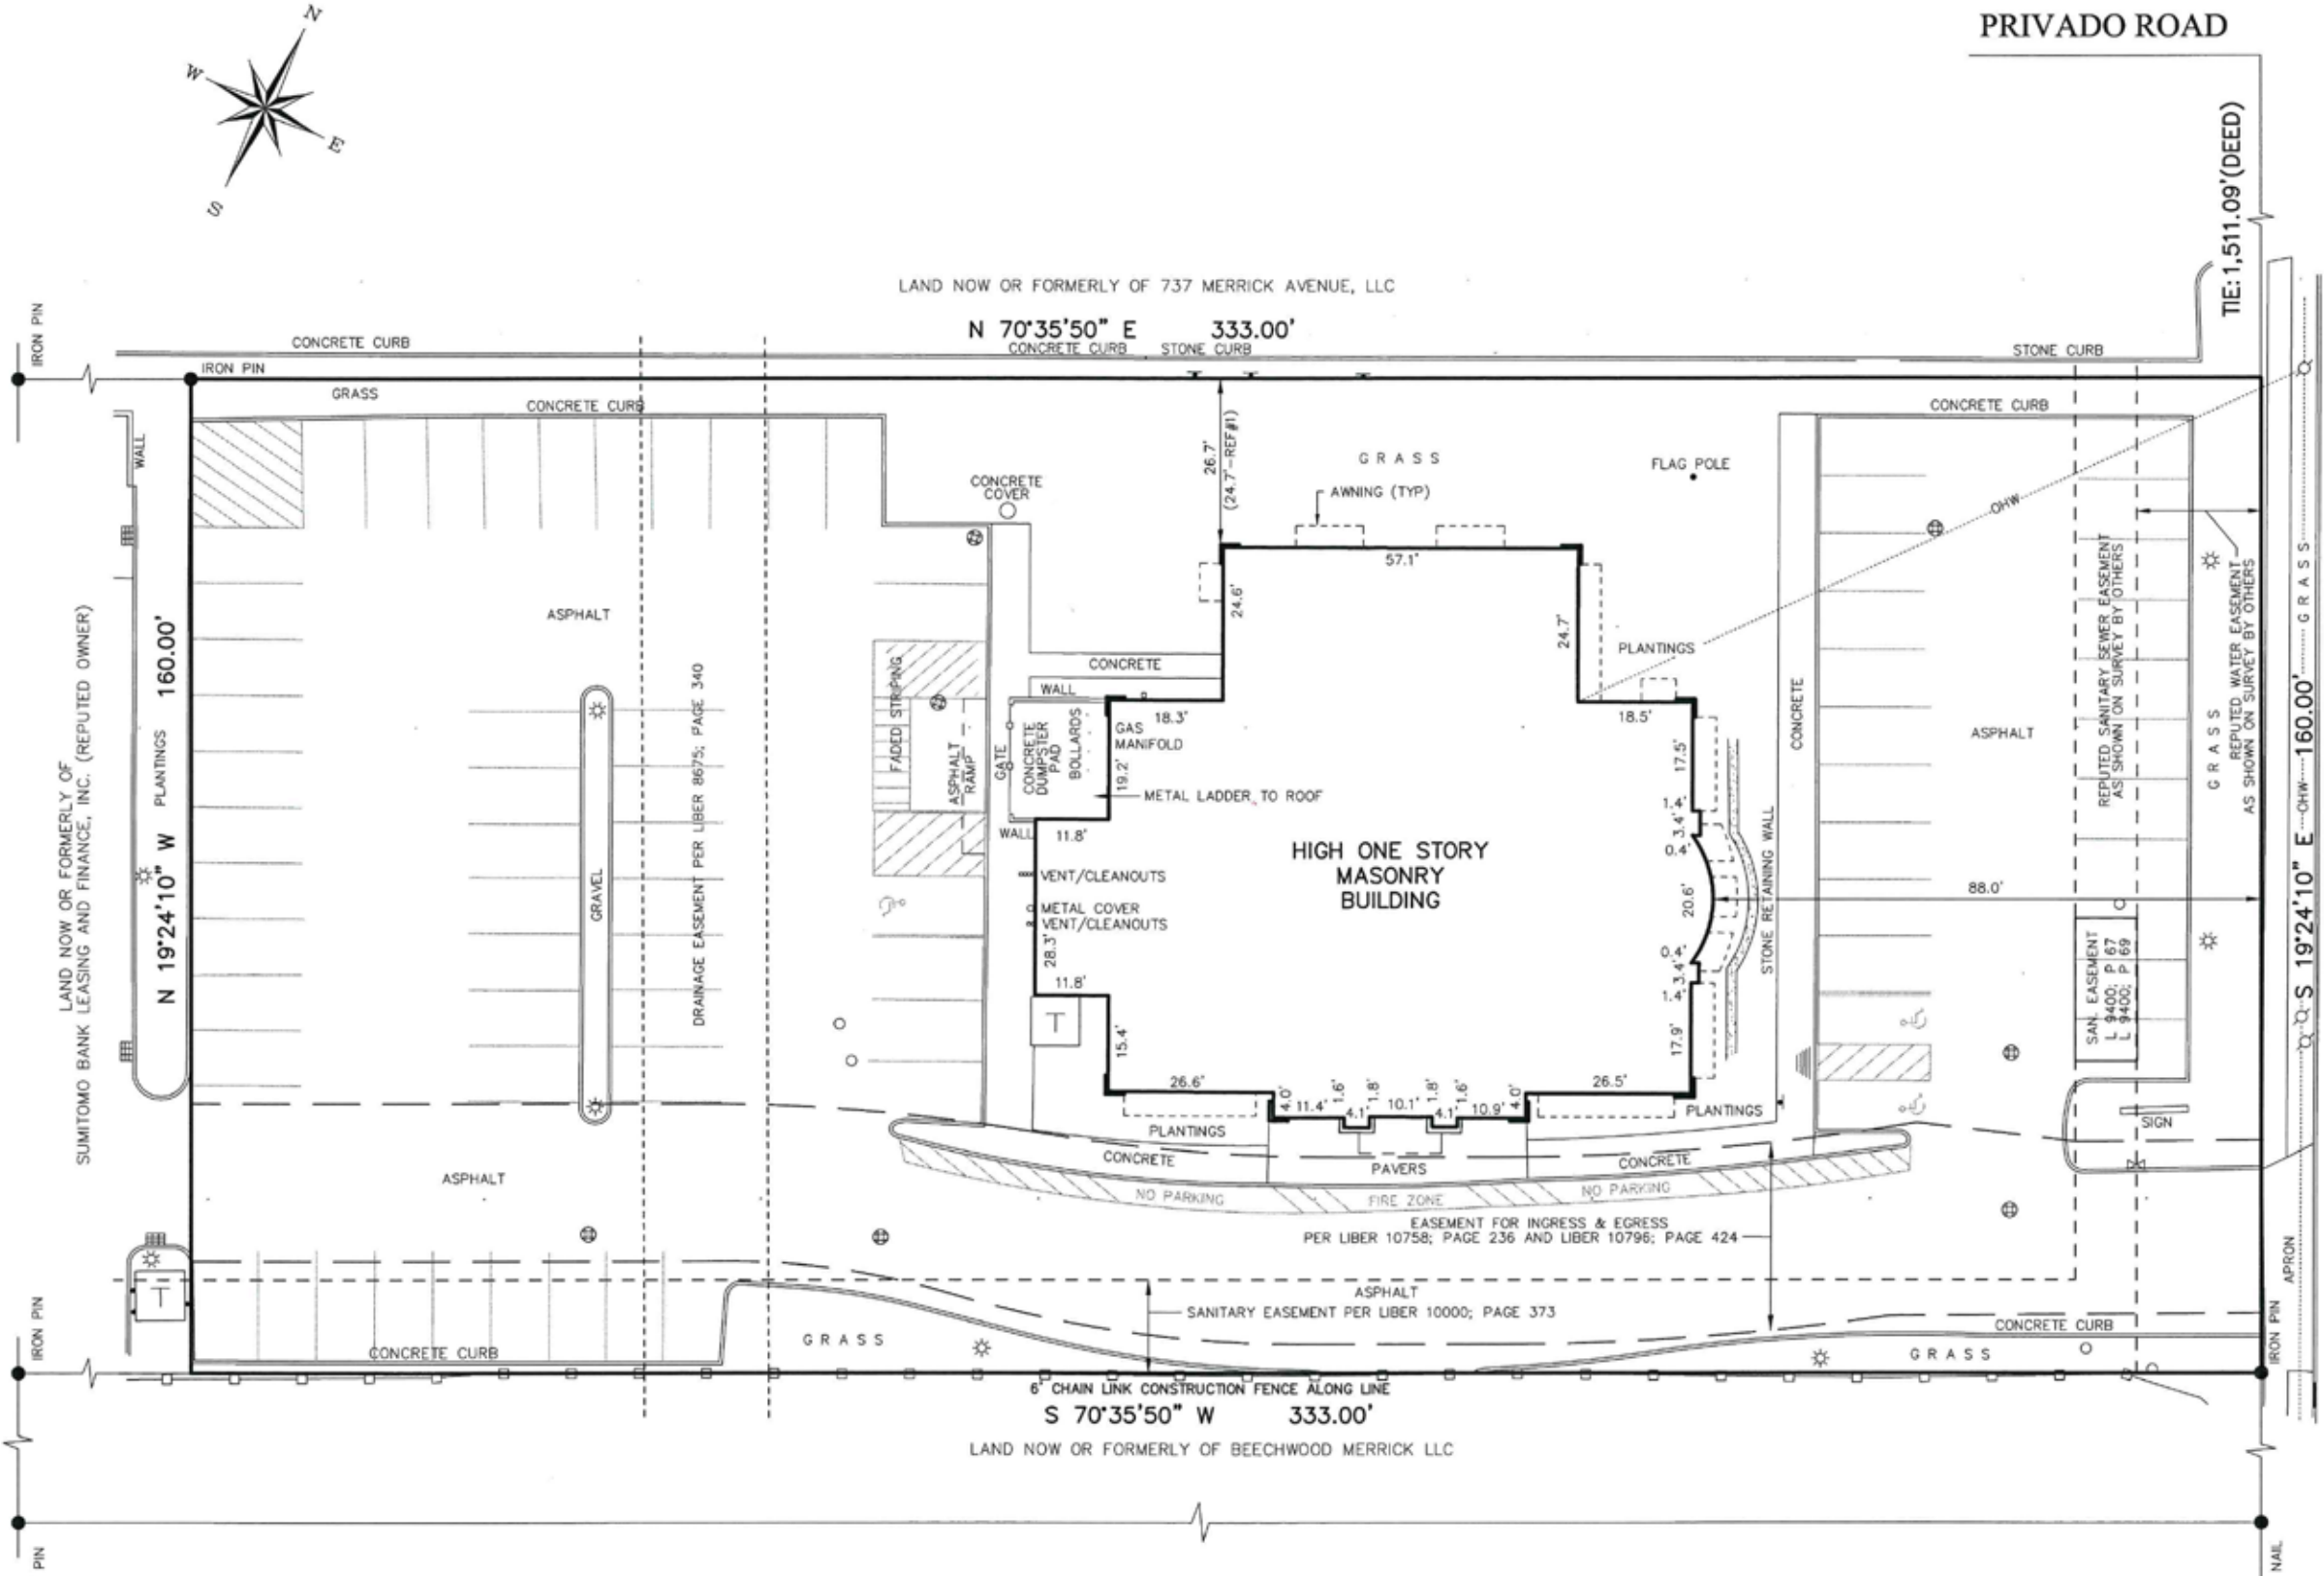 N
W
E
S
PRIVADO ROAD
TIE: 1,511.09'(DEED)
LAND NOW OR FORMERLY OF 737 MERRICK AVENUE, LLC
N 70°35'50" E 333.00'
CONCRETE CURB
CONCRETE CURB
STONE CURB
STONE CURB
IRON PIN
IRON PIN
GRASS
CONCRETE CURB
CONCRETE CURB
WALL
26.7'
(24.7'-REF#1)
GRASS
FLAG POLE
AWNING (TYP)
CONCRETE
COVER
OHW
57.1'
24.6'
24.7'
ASPHALT
PLANTINGS
CONCRETE
WALL
18.3'
18.5'
GAS
MANIFOLD
19.2'
METAL LADDER TO ROOF
FADED STRIPING
ASPHALT
RAMP
GATE
CONCRETE
DUMPSTER
PAD
BOLLARDS
WALL
11.8'
VENT/CLEANOUTS
METAL COVER
VENT/CLEANOUTS
28.3'
11.8'
T
15.4'
HIGH ONE STORY
MASONRY
BUILDING
17.5'
1.4'
3.4'
0.4'
20.6'
0.4'
3.4'
1.4'
17.9'
STONE RETAINING WALL
CONCRETE
ASPHALT
88.0'
REPUTED SANITARY SEWER EASEMENT
AS SHOWN ON SURVEY BY OTHERS
GRASS
REPUTED WATER EASEMENT
AS SHOWN ON SURVEY BY OTHERS
GRASS
S 19°24'10" E
OHW
160.00'
SAN. EASEMENT
L 9400; P 67
L 9400; P 69
SIGN
LAND NOW OR FORMERLY OF
SUMITOMO BANK LEASING AND FINANCE, INC. (REPUTED OWNER)
N 19°24'10" W 160.00'
PLANTINGS
GRAVEL
DRAINAGE EASEMENT PER LIBER 8675; PAGE 340
26.6'
4.0'
11.4'
1.6'
4.1'
1.8'
10.1'
1.8'
4.1'
1.6'
10.9'
4.0'
26.5'
PLANTINGS
PLANTINGS
CONCRETE
PAVERS
CONCRETE
NO PARKING
FIRE ZONE
NO PARKING
ASPHALT
EASEMENT FOR INGRESS & EGRESS
PER LIBER 10758; PAGE 236 AND LIBER 10796; PAGE 424
ASPHALT
SANITARY EASEMENT PER LIBER 10000; PAGE 373
T
CONCRETE CURB
GRASS
CONCRETE CURB
GRASS
APRON
IRON PIN
IRON PIN
6' CHAIN LINK CONSTRUCTION FENCE ALONG LINE
S 70°35'50" W 333.00'
LAND NOW OR FORMERLY OF BEECHWOOD MERRICK LLC
PIN
NAIL